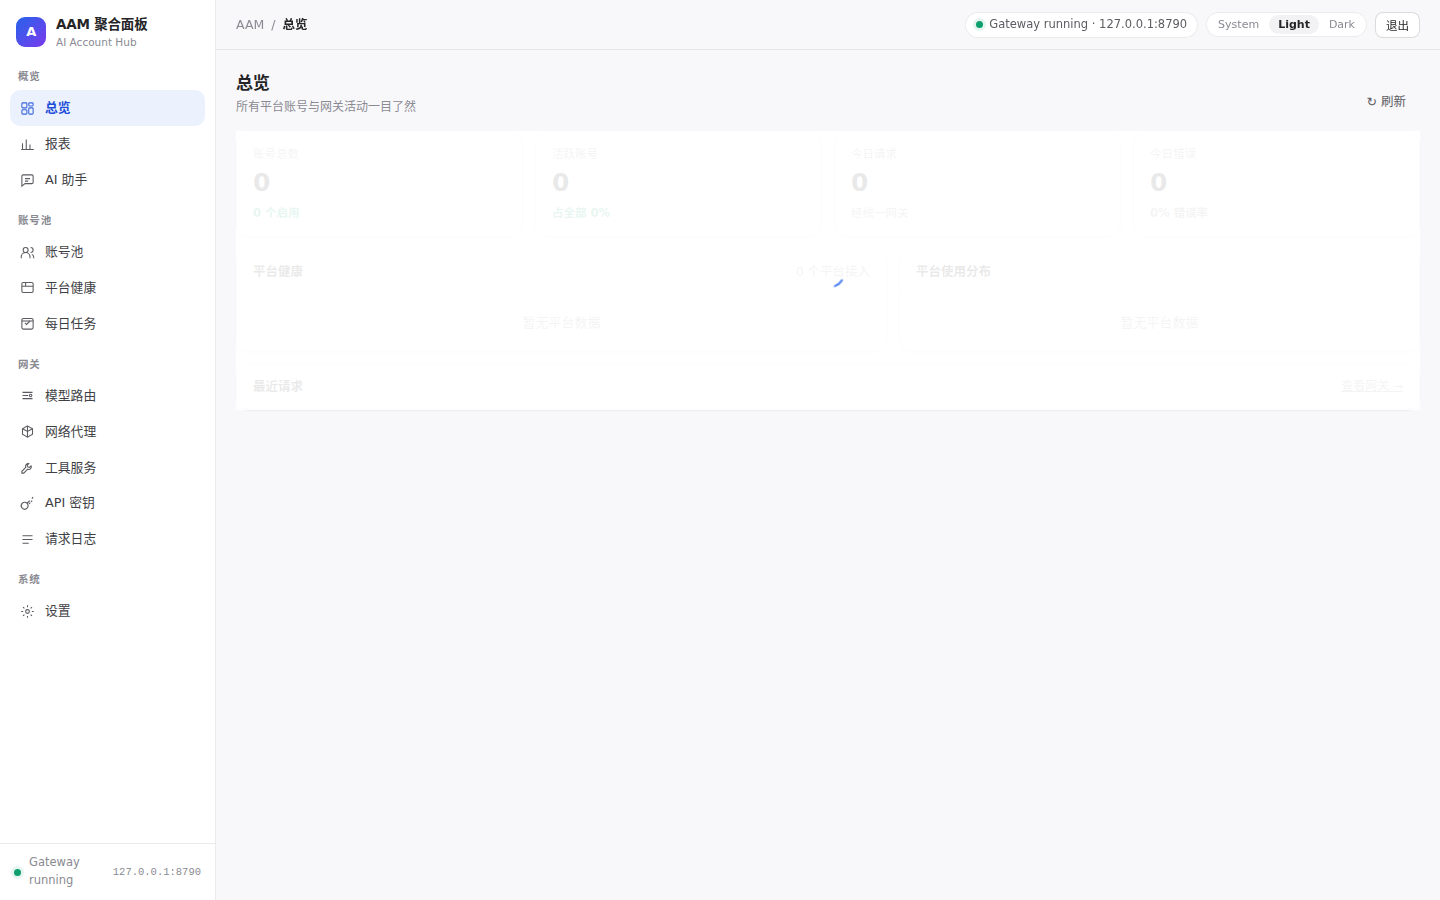 A
AAM 聚合面板
AI Account Hub
概览
总览
报表
AI 助手
账号池
账号池
平台健康
每日任务
网关
模型路由
网络代理
工具服务
API 密钥
请求日志
系统
设置
Gateway running
127.0.0.1:8790
AAM / 总览
Gateway running · 127.0.0.1:8790
System
Light
Dark
退出
总览
所有平台账号与网关活动一目了然
↻ 刷新
账号总数
0
0 个启用
活跃账号
0
占全部 0%
今日请求
0
经统一网关
今日错误
0
0% 错误率
平台健康
0 个平台接入
暂无平台数据
平台使用分布
暂无平台数据
最近请求
查看网关 →